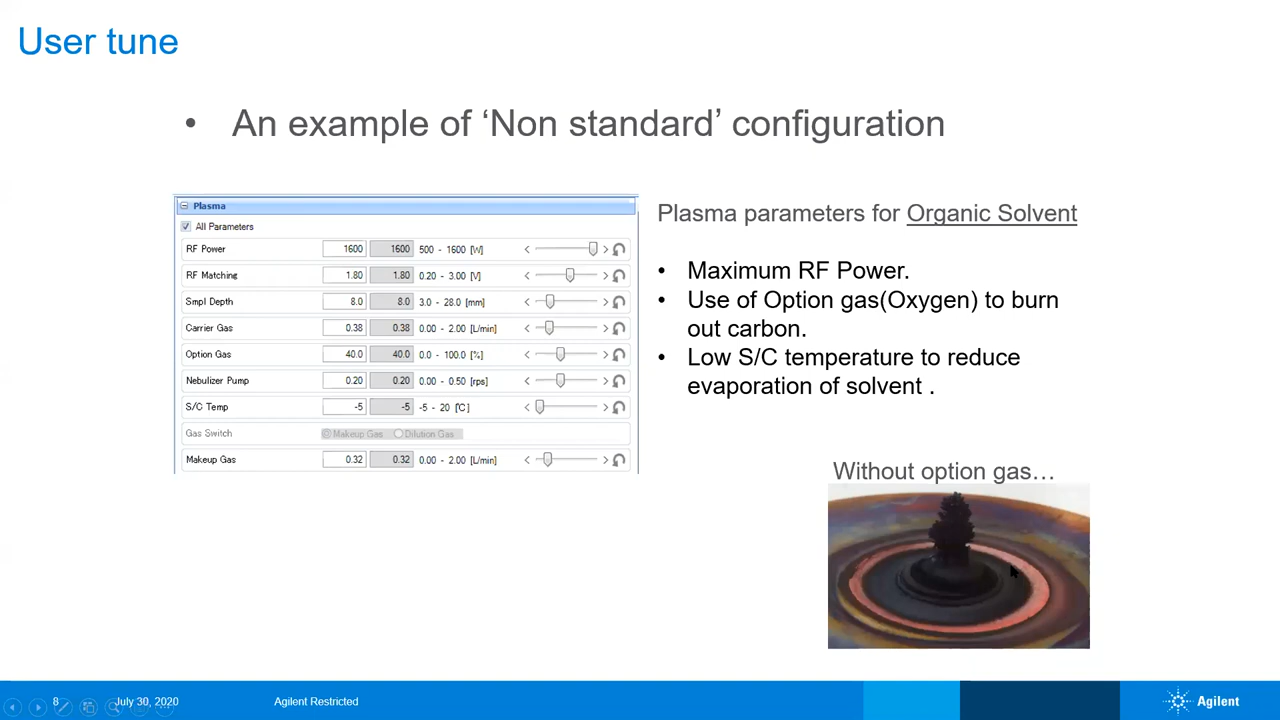 User tune
• An example of ‘Non standard’ configuration
Plasma
All Parameters
RF Power 1600 1600 500 - 1600 [W]
RF Matching 1.80 1.80 0.20 - 3.00 [V]
Smpl Depth 8.0 8.0 3.0 - 28.0 [mm]
Carrier Gas 0.38 0.38 0.00 - 2.00 [L/min]
Option Gas 40.0 40.0 0.0 - 100.0 [%]
Nebulizer Pump 0.20 0.20 0.00 - 0.50 [rps]
S/C Temp -5 -5 -5 - 20 [℃]
Gas Switch Makeup Gas Dilution Gas
Makeup Gas 0.32 0.32 0.00 - 2.00 [L/min]
Plasma parameters for Organic Solvent
• Maximum RF Power.
• Use of Option gas(Oxygen) to burn
out carbon.
• Low S/C temperature to reduce
evaporation of solvent .
Without option gas…
8 July 30, 2020 Agilent Restricted Agilent